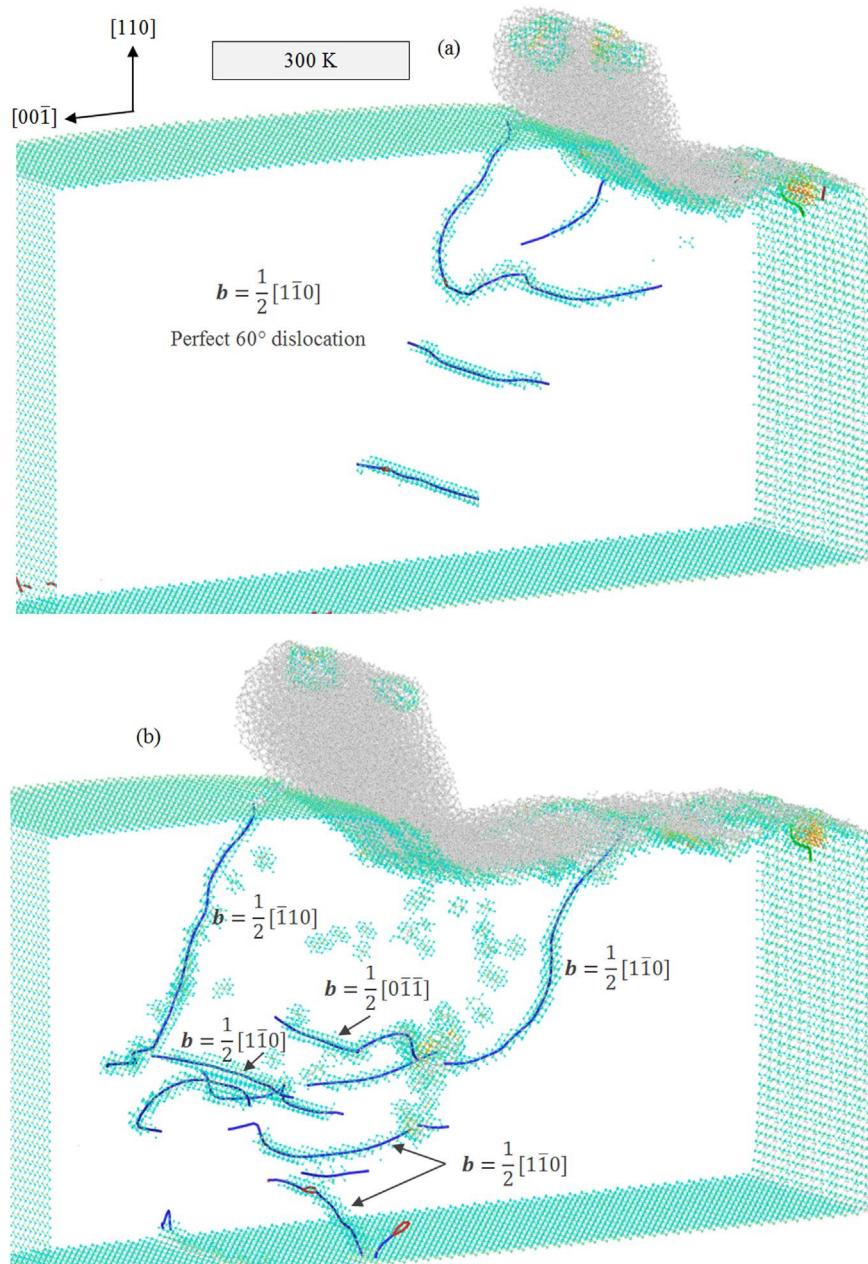 [110]
300 K
(a)
[001̄]
𝒃 = 1/2 [11̄0]
Perfect 60° dislocation
(b)
𝒃 = 1/2 [1̄10]
𝒃 = 1/2 [11̄0]
𝒃 = 1/2 [01̄1̄]
𝒃 = 1/2 [11̄0]
𝒃 = 1/2 [11̄0]